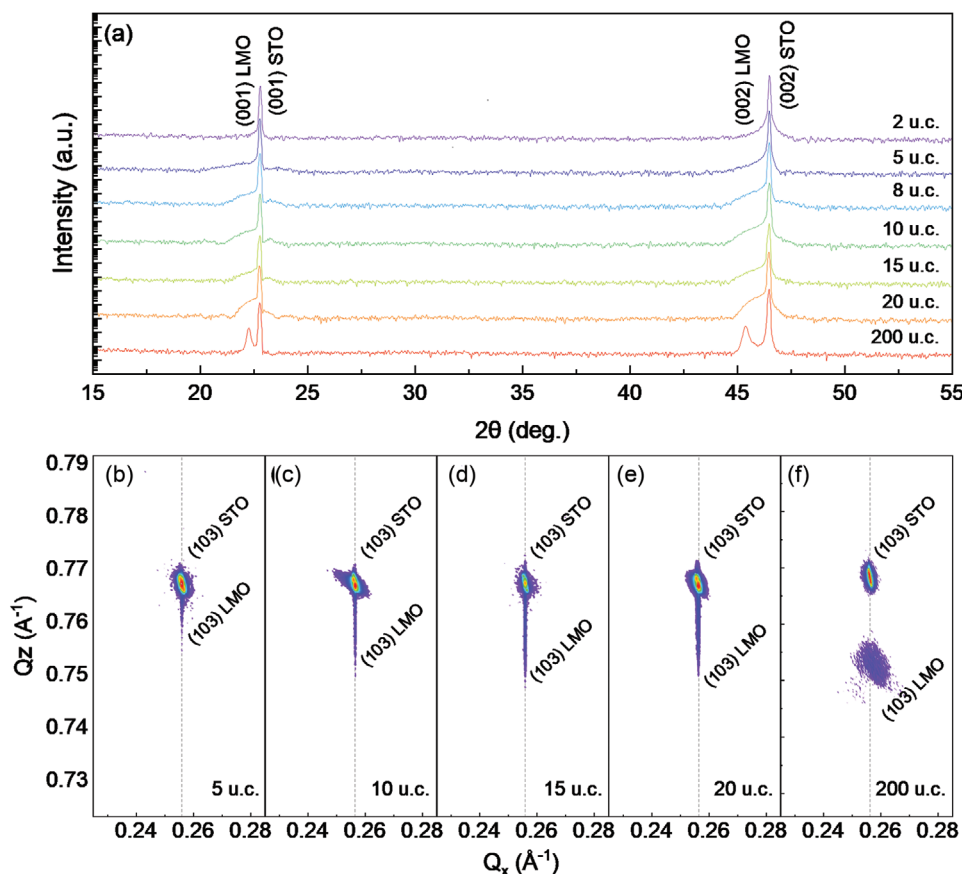 (a)
(001) LMO
(001) STO
(002) LMO
(002) STO
2 u.c.
5 u.c.
8 u.c.
10 u.c.
15 u.c.
20 u.c.
200 u.c.
Intensity (a.u.)
15 20 25 30 35 40 45 50 55
2θ (deg.)
(b) (c) (d) (e) (f)
0.79
0.78
0.77
0.76
0.75
0.74
0.73
Qz (A⁻¹)
(103) STO
(103) LMO
5 u.c.
(103) STO
(103) LMO
10 u.c.
(103) STO
(103) LMO
15 u.c.
(103) STO
(103) LMO
20 u.c.
(103) STO
(103) LMO
200 u.c.
0.24 0.26 0.28 0.24 0.26 0.28 0.24 0.26 0.28 0.24 0.26 0.28 0.24 0.26 0.28
Qₓ (Å⁻¹)